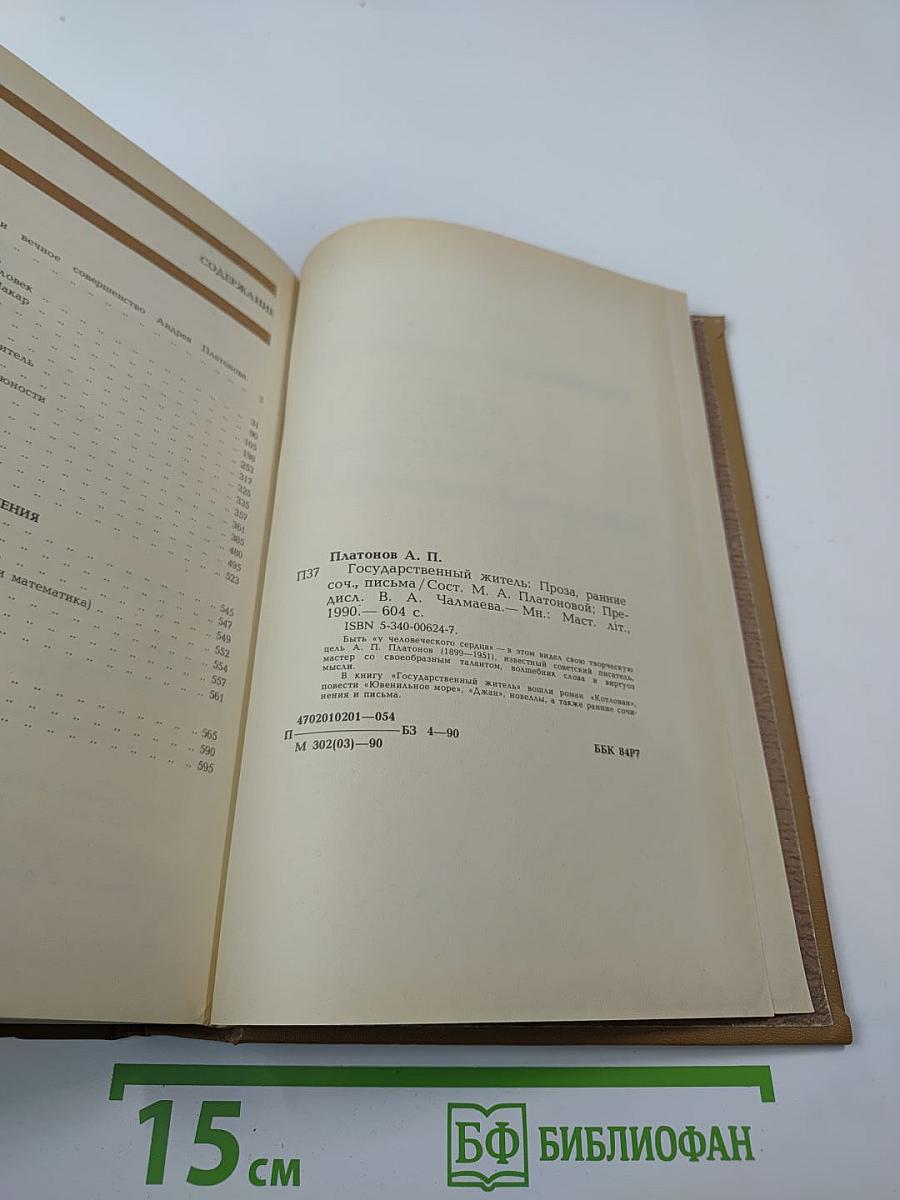 СОДЕРЖАНИЕ
вечное совершенство Андрея Платонова
3
31
90
105
198
253
317
325
335
357
361
385
480
495
523
математика)
545
547
549
552
554
557
561
565
590
595
Платонов А. П.
П37 Государственный житель: Проза, ранние
соч., письма / Сост. М. А. Платоновой; Пре-
дисл. В. А. Чалмаева.— Мн.: Маст. літ.,
1990.— 604 с.
ISBN 5-340-00624-7.
Быть «у человеческого сердца» — в этом видел свою творческую
цель А. П. Платонов (1899—1951), известный советский писатель,
мастер со своеобразным талантом, волшебник слова и виртуоз
мысли.
В книгу «Государственный житель» вошли роман «Котлован»,
повести «Ювенильное море», «Джан», новеллы, а также ранние сочи-
нения и письма.
4702010201—054
П БЗ 4—90
М 302(03)—90
ББК 84Р7
15 см
БФ БИБЛИОФАН